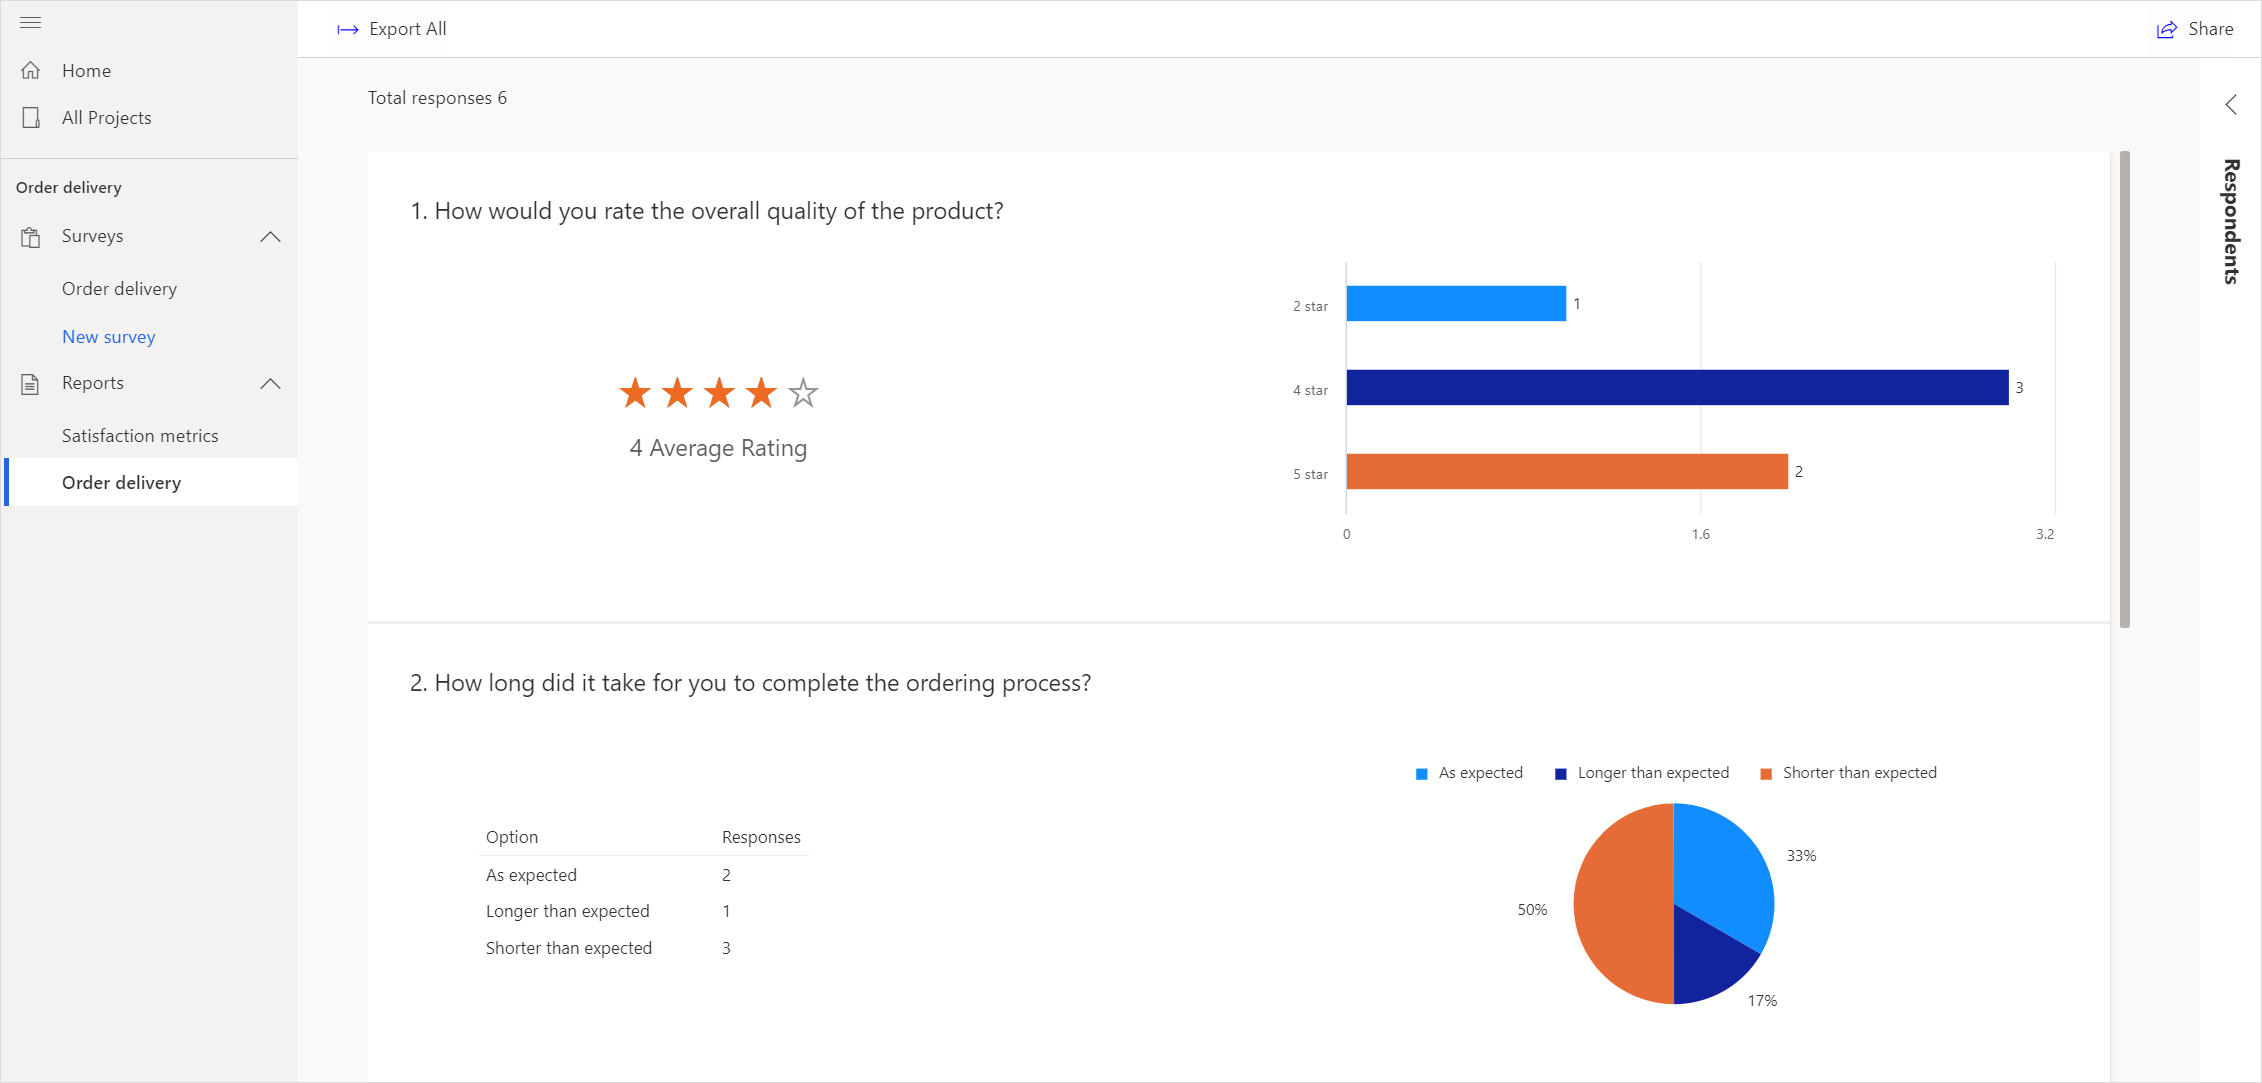 Export All
Share
Home
All Projects
Order delivery
Surveys
Order delivery
New survey
Reports
Satisfaction metrics
Order delivery
Total responses 6
Respondents
1. How would you rate the overall quality of the product?
4 Average Rating
2 star
1
4 star
3
5 star
2
0
1.6
3.2
2. How long did it take for you to complete the ordering process?
Option Responses
As expected 2
Longer than expected 1
Shorter than expected 3
As expected Longer than expected Shorter than expected
33%
50%
17%